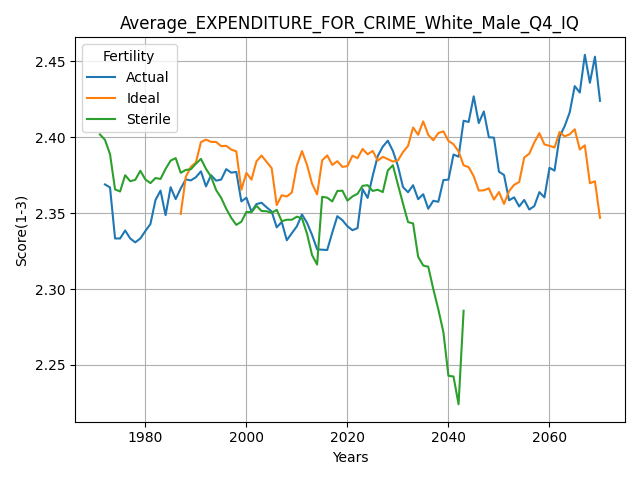 Average_EXPENDITURE_FOR_CRIME_White_Male_Q4_IQ
Fertility
Actual
Ideal
Sterile
Score(1-3)
2.45
2.40
2.35
2.30
2.25
1980
2000
2020
2040
2060
Years